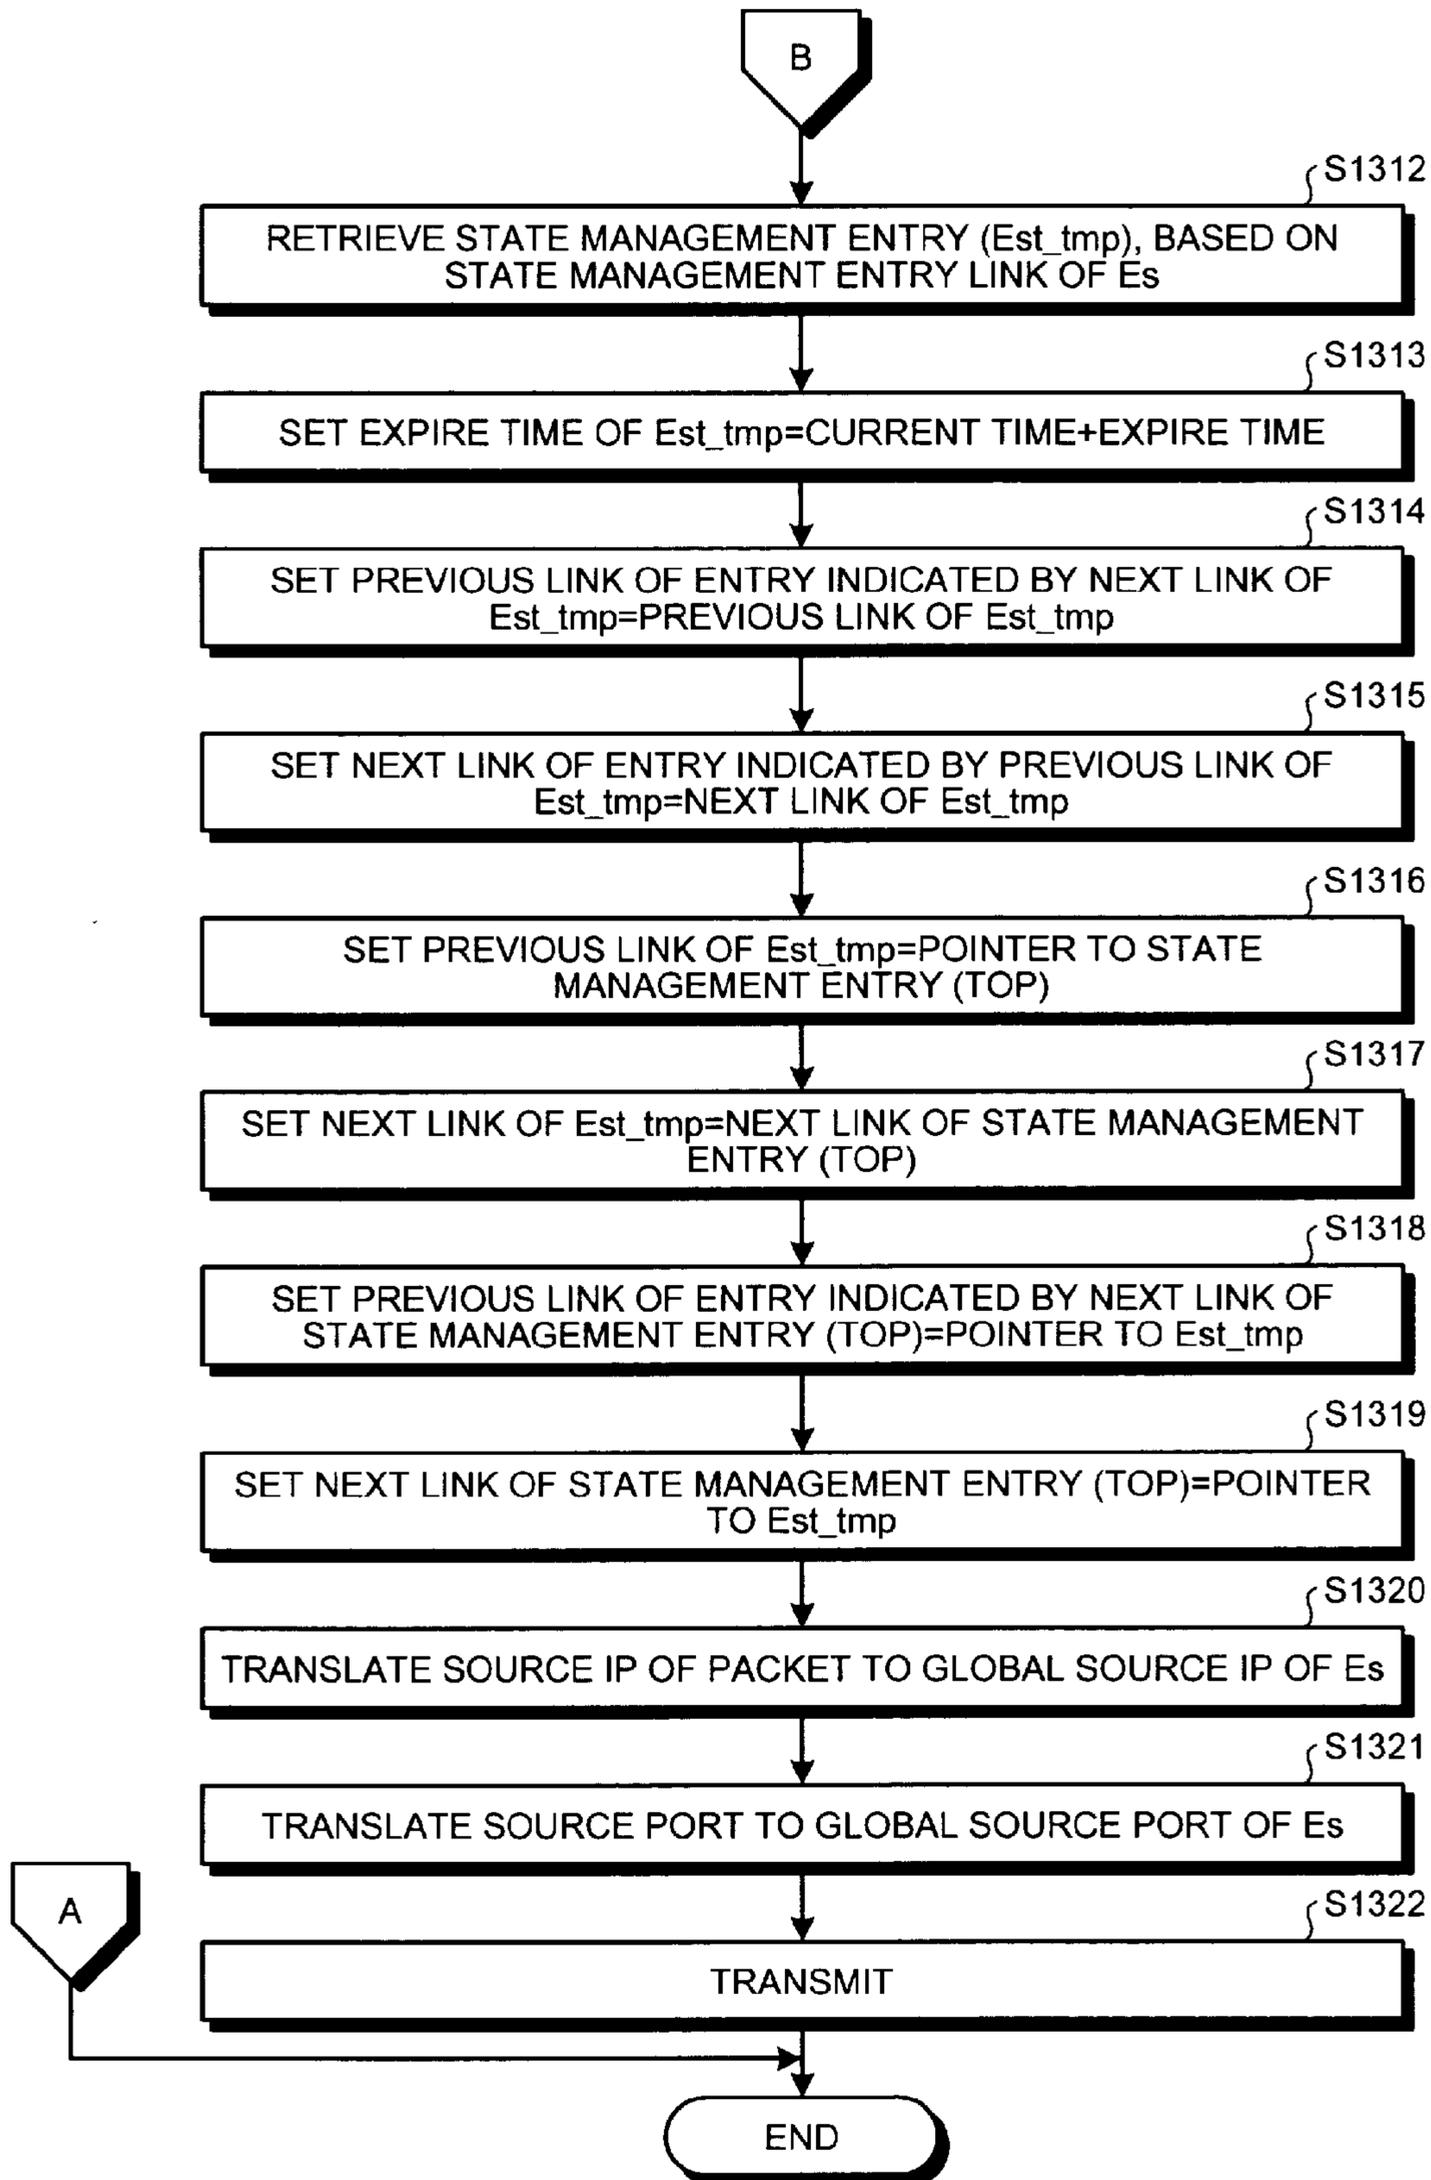 B
S1312
RETRIEVE STATE MANAGEMENT ENTRY (Est_tmp), BASED ON
STATE MANAGEMENT ENTRY LINK OF Es
S1313
SET EXPIRE TIME OF Est_tmp=CURRENT TIME+EXPIRE TIME
S1314
SET PREVIOUS LINK OF ENTRY INDICATED BY NEXT LINK OF
Est_tmp=PREVIOUS LINK OF Est_tmp
S1315
SET NEXT LINK OF ENTRY INDICATED BY PREVIOUS LINK OF
Est_tmp=NEXT LINK OF Est_tmp
S1316
SET PREVIOUS LINK OF Est_tmp=POINTER TO STATE
MANAGEMENT ENTRY (TOP)
S1317
SET NEXT LINK OF Est_tmp=NEXT LINK OF STATE MANAGEMENT
ENTRY (TOP)
S1318
SET PREVIOUS LINK OF ENTRY INDICATED BY NEXT LINK OF
STATE MANAGEMENT ENTRY (TOP)=POINTER TO Est_tmp
S1319
SET NEXT LINK OF STATE MANAGEMENT ENTRY (TOP)=POINTER
TO Est_tmp
S1320
TRANSLATE SOURCE IP OF PACKET TO GLOBAL SOURCE IP OF Es
S1321
TRANSLATE SOURCE PORT TO GLOBAL SOURCE PORT OF Es
A
S1322
TRANSMIT
END